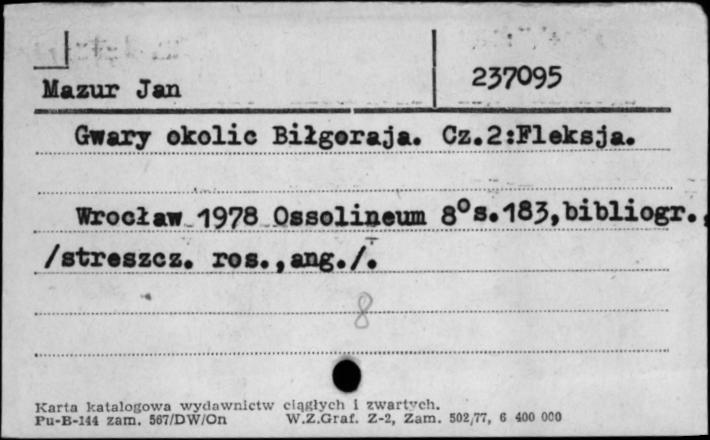 Mazur Jan 237095
Gwary okolic Biłgoraja. Cz.2:Fleksja.
Wrocław 1978 Ossolineum 8° s.183,bibliogr.,
/streszcz. ros.,ang./.
8
Karta katalogowa wydawnictw ciągłych i zwartych.
Pu-B-144 zam. 567/DW/On W.Z.Graf. Z-2, Zam. 502/77, 6 400 000